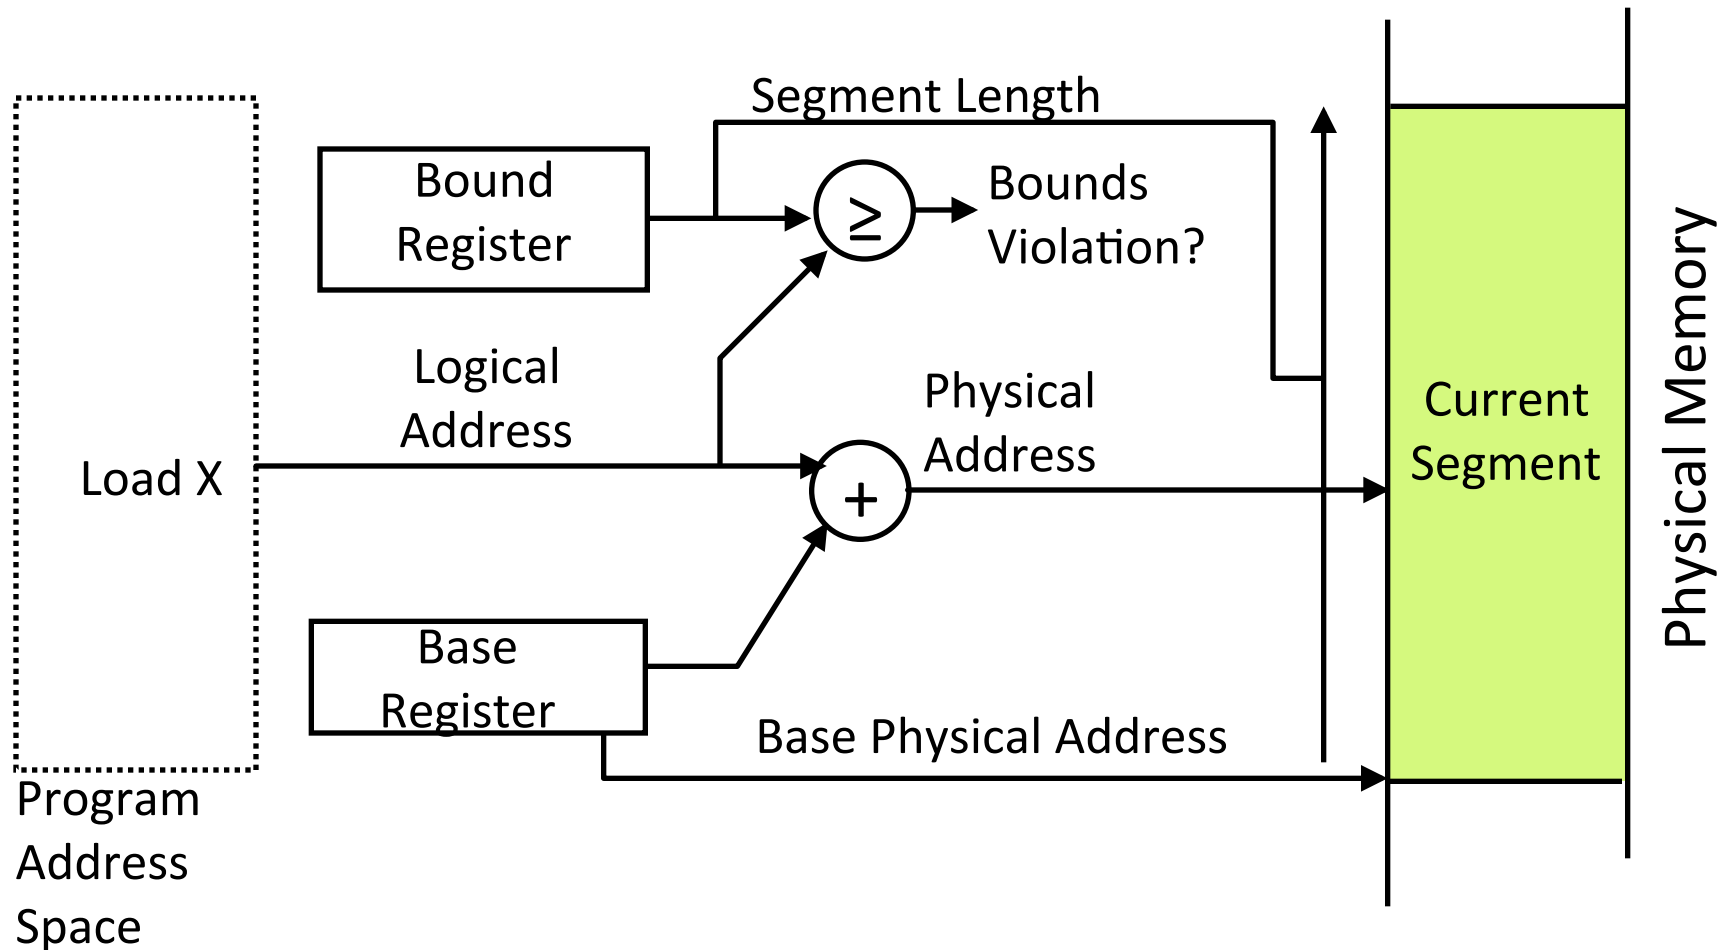 Segment Length
Bound
Register
≥
Bounds
Violation?
Logical
Address
Physical
Address
Load X
+
Current
Segment
Physical Memory
Base
Register
Base Physical Address
Program
Address
Space